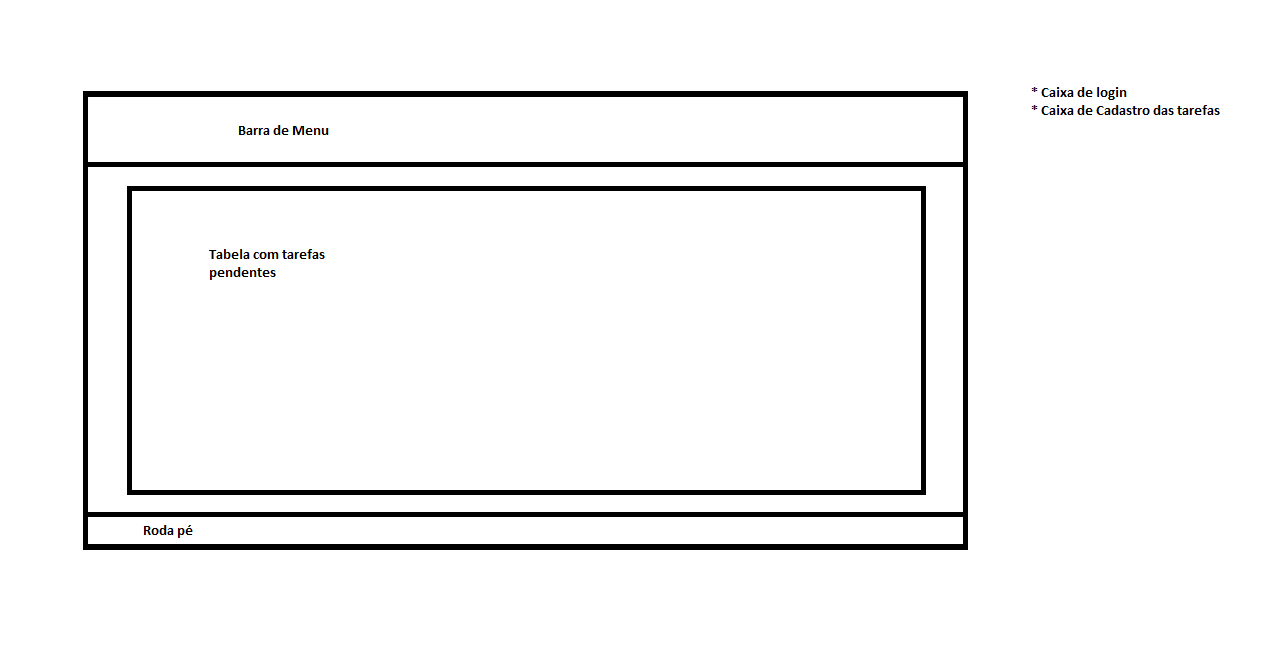 * Caixa de login
* Caixa de Cadastro das tarefas
Barra de Menu
Tabela com tarefas
pendentes
Roda pé